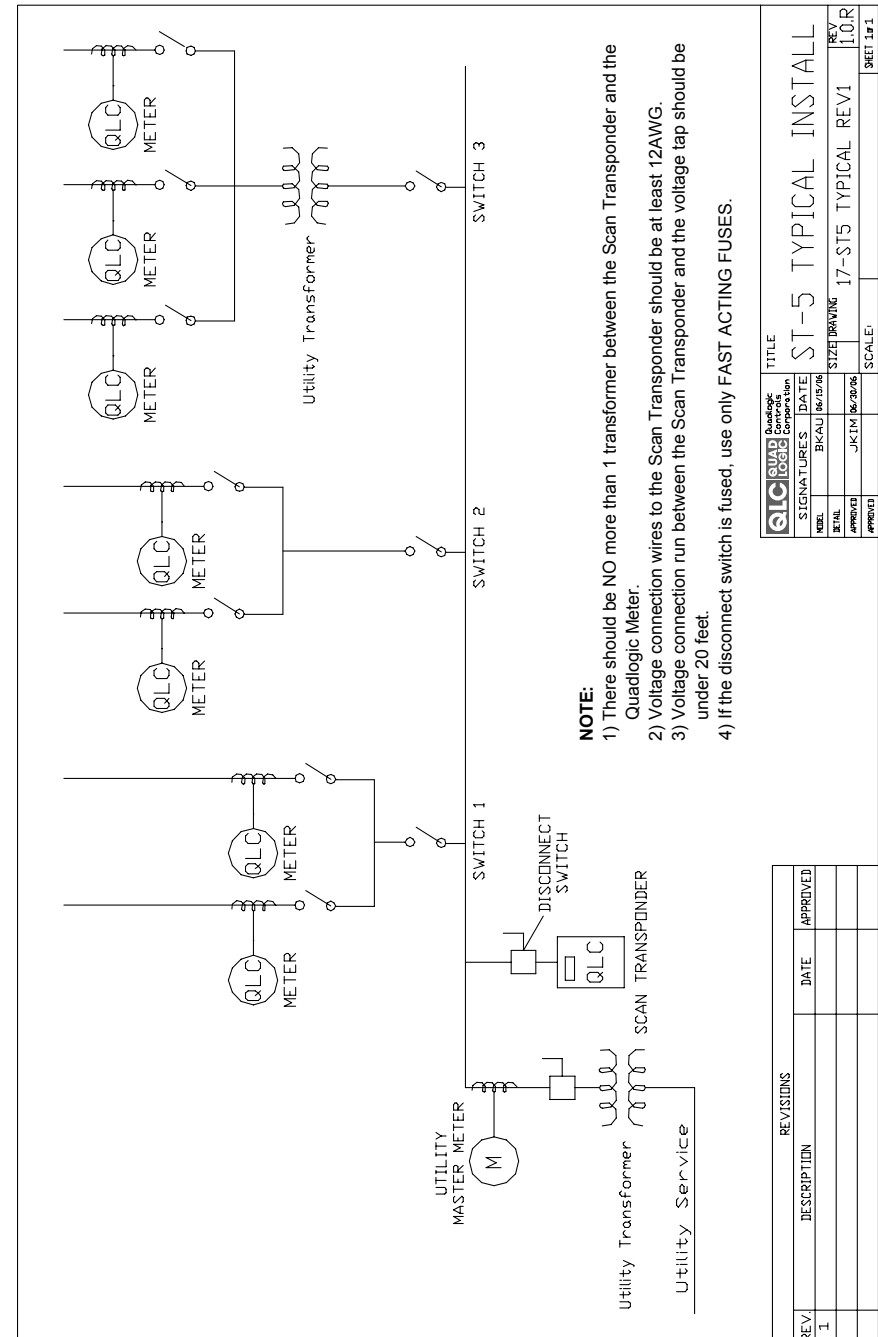 UTILITY
MASTER METER
M
Utility Transformer
Utility Service
DISCONNECT
SWITCH
QLC
SCAN TRANSPONDER
QLC
METER
QLC
METER
SWITCH 1
QLC
METER
QLC
METER
SWITCH 2
QLC
METER
QLC
METER
QLC
METER
Utility Transformer
SWITCH 3
NOTE:
1) There should be NO more than 1 transformer between the Scan Transponder and the
Quadlogic Meter.
2) Voltage connection wires to the Scan Transponder should be at least 12AWG.
3) Voltage connection run between the Scan Transponder and the voltage tap should be
under 20 feet.
4) If the disconnect switch is fused, use only FAST ACTING FUSES.
REVISIONS
REV. DESCRIPTION DATE APPROVED
1
QLC QUAD LOGIC Quadlogic Controls Corporation
SIGNATURES DATE
MODEL BKAU 06/15/06
DETAIL
APPROVED JKIM 06/30/06
APPROVED
TITLE
ST-5 TYPICAL INSTALL
SIZE DRAWING REV
17-ST5 TYPICAL REV1 1.0.R
SCALE: SHEET 1 of 1